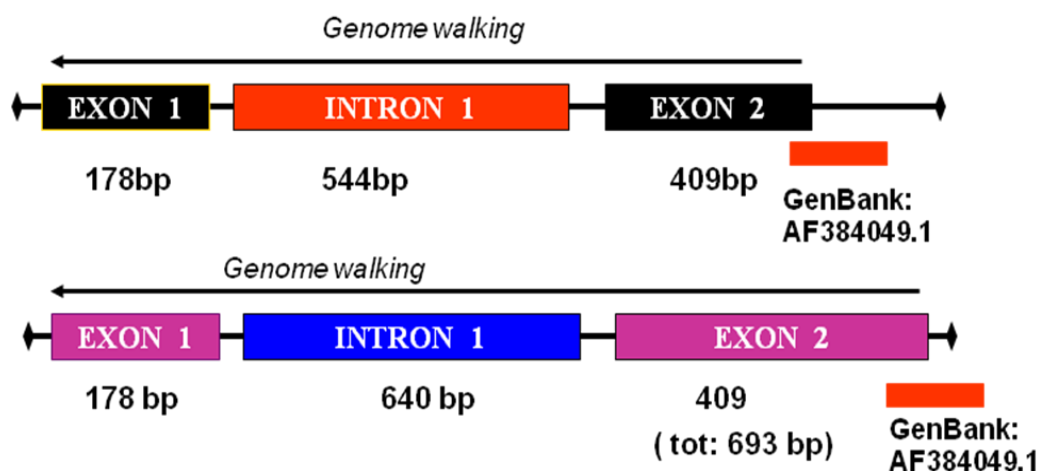 Genome walking
EXON 1 INTRON 1 EXON 2
178bp 544bp 409bp
GenBank:
AF384049.1
Genome walking
EXON 1 INTRON 1 EXON 2
178 bp 640 bp 409
( tot: 693 bp)
GenBank:
AF384049.1